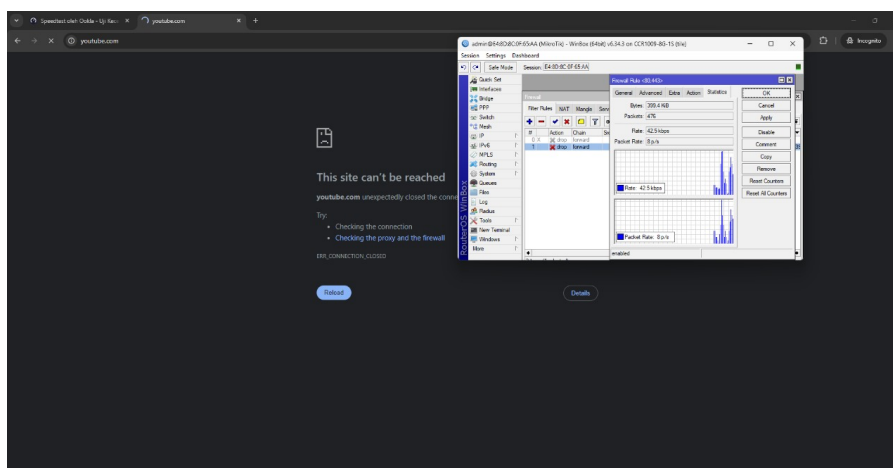 Speedtest oleh Ookla - Uji Kec
youtube.com
youtube.com
Incognito
This site can't be reached
youtube.com unexpectedly closed the conne
Try:
• Checking the connection
• Checking the proxy and the firewall
ERR_CONNECTION_CLOSED
Reload
Details
admin@E4:8D:8C:0F:65:AA (MikroTik) - WinBox (64bit) v6.34.3 on CCR1009-8G-1S (tile)
Session Settings Dashboard
Safe Mode
Session: E4:8D:8C:0F:65:AA
RouterOS WinBox
Quick Set
Interfaces
Bridge
PPP
Switch
Mesh
IP
IPv6
MPLS
Routing
System
Queues
Files
Log
Radius
Tools
New Terminal
Windows
More
Firewall
Filter Rules NAT Mangle Serv
# Action Chain
0 X drop forward
1 drop forward
Firewall Rule <80,443>
General Advanced Extra Action Statistics
Bytes: 399.4 KiB
Packets: 476
Rate: 42.5 kbps
Packet Rate: 8 p/s
Rate: 42.5 kbps
Packet Rate: 8 p/s
enabled
OK
Cancel
Apply
Disable
Comment
Copy
Remove
Reset Counters
Reset All Counters